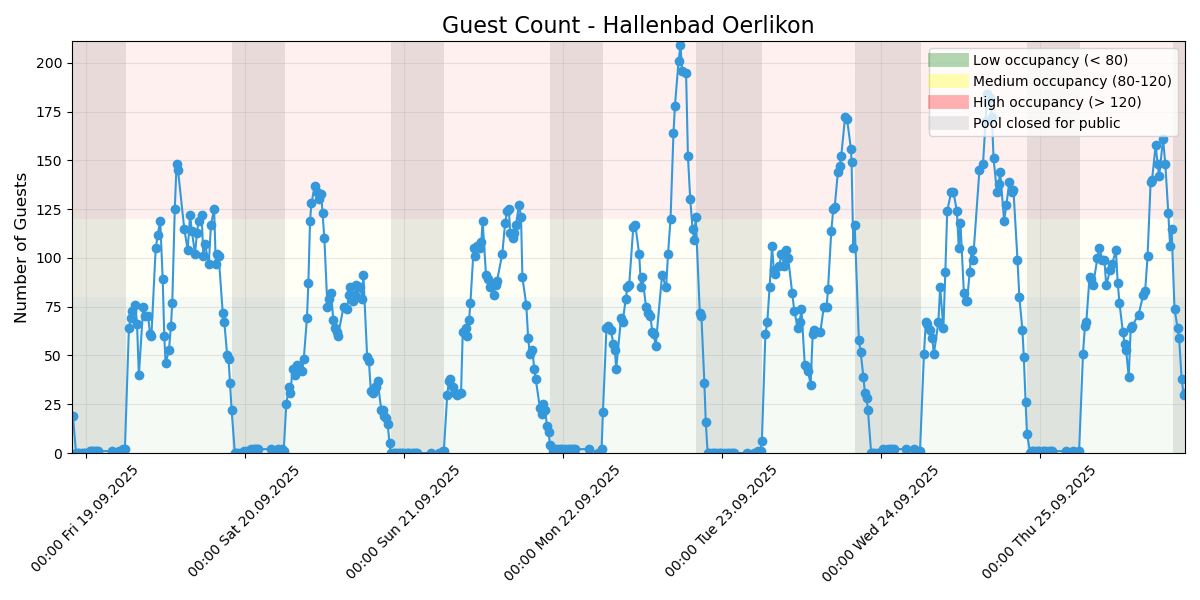 Guest Count - Hallenbad Oerlikon
Number of Guests
200
175
150
125
100
75
50
25
0
Low occupancy (< 80)
Medium occupancy (80-120)
High occupancy (> 120)
Pool closed for public
00:00 Fri 19.09.2025
00:00 Sat 20.09.2025
00:00 Sun 21.09.2025
00:00 Mon 22.09.2025
00:00 Tue 23.09.2025
00:00 Wed 24.09.2025
00:00 Thu 25.09.2025